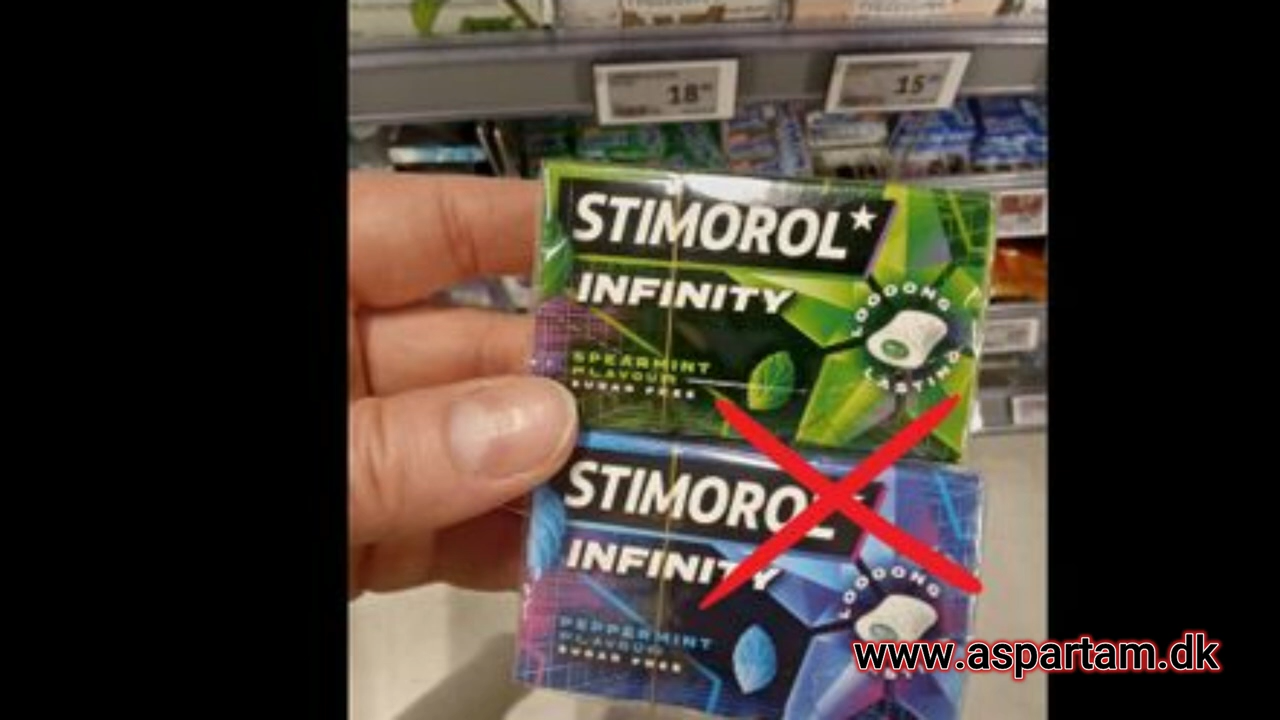 18
15
STIMOROL*
INFINITY
LOOOONG
LASTING
SPEARMINT
FLAVOUR
SUGAR FREE
STIMOROL
INFINITY
LOOOONG
PEPPERMINT
FLAVOUR
SUGAR FREE
www.aspartam.dk